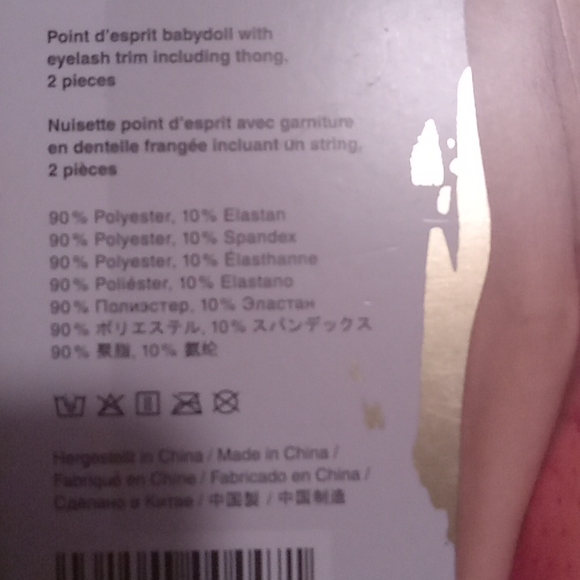 Point d'esprit babydoll with
eyelash trim including thong,
2 pieces
Nuisette point d'esprit avec garniture
en dentelle frangée incluant un string,
2 pièces
90% Polyester, 10% Elastan
90% Polyester, 10% Spandex
90% Polyester, 10% Élasthanne
90% Poliéster, 10% Elastano
90% Полиэстер, 10% Эластан
90% ポリエステル, 10% スパンデックス
90% 聚脂, 10% 氨纶
Hergestellt in China / Made in China /
Fabriqué en Chine / Fabricado en China /
Сделано в Китае / 中国製 / 中国制造